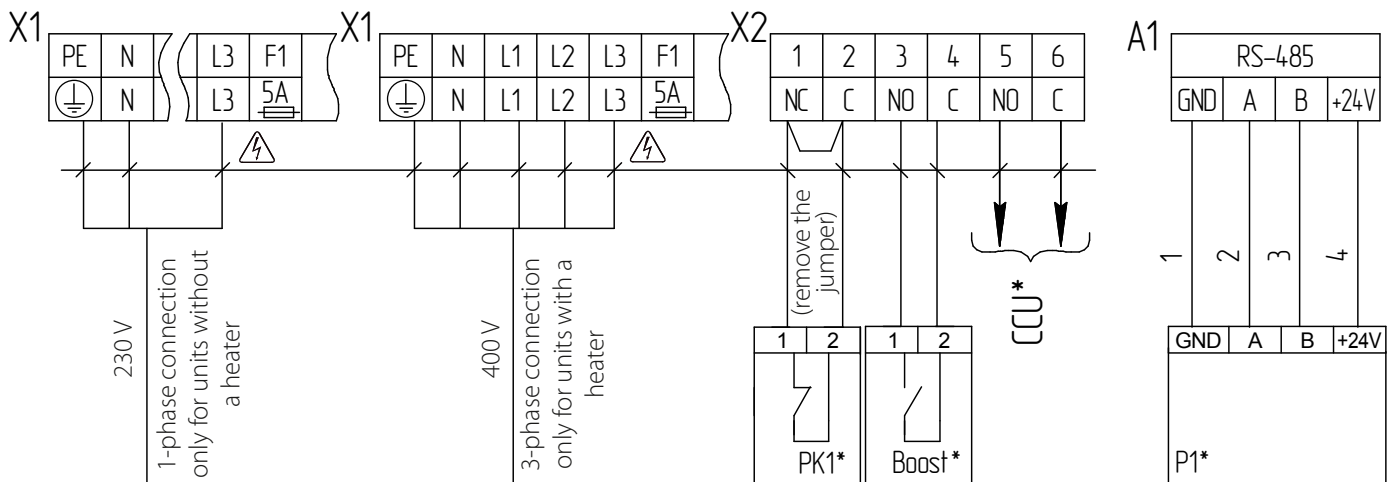 X1
PE N L3 F1
N L3 5A
230 V
1-phase connection
only for units without
a heater
X1
PE N L1 L2 L3 F1
N L1 L2 L3 5A
400 V
3-phase connection
only for units with a
heater
X2
1 2 3 4 5 6
NC C NO C NO C
(remove the
jumper)
1 2
PK1*
1 2
Boost*
CCU*
A1
RS-485
GND A B +24V
1 2 3 4
GND A B +24V
P1*